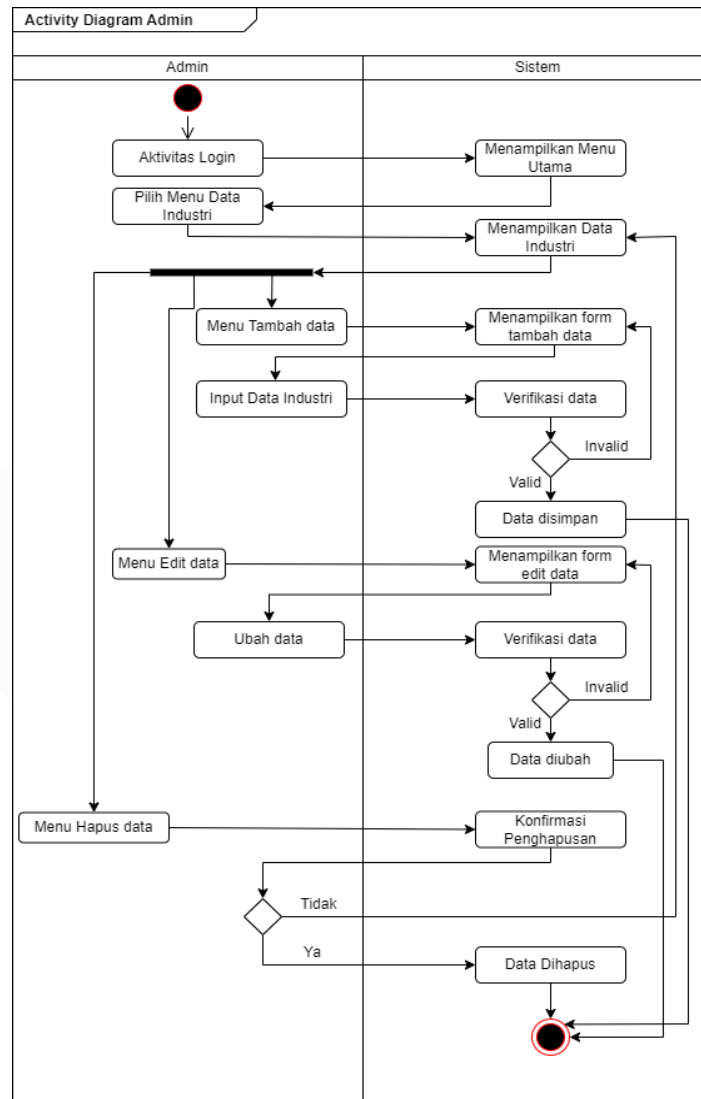 Activity Diagram Admin
Admin
Sistem
Aktivitas Login
Menampilkan Menu
Utama
Pilih Menu Data
Industri
Menampilkan Data
Industri
Menu Tambah data
Menampilkan form
tambah data
Input Data Industri
Verifikasi data
Invalid
Valid
Data disimpan
Menu Edit data
Menampilkan form
edit data
Ubah data
Verifikasi data
Invalid
Valid
Data diubah
Menu Hapus data
Konfirmasi
Penghapusan
Tidak
Ya
Data Dihapus